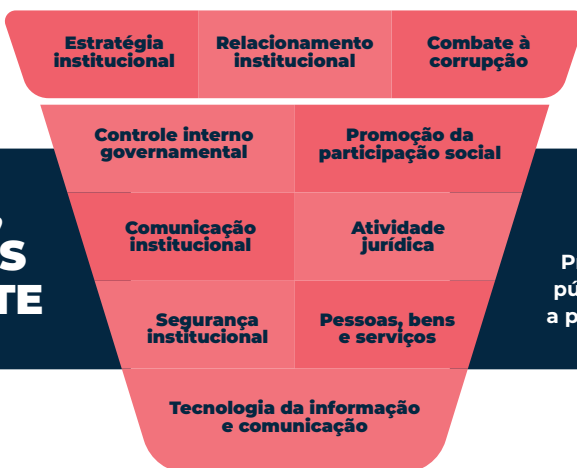 Estratégia
institucional
Relacionamento
institucional
Combate à
corrupção
Controle interno
governamental
Promoção da
participação social
Comunicação
institucional
Atividade
jurídica
Segurança
institucional
Pessoas, bens
e serviços
Tecnologia da informação
e comunicação